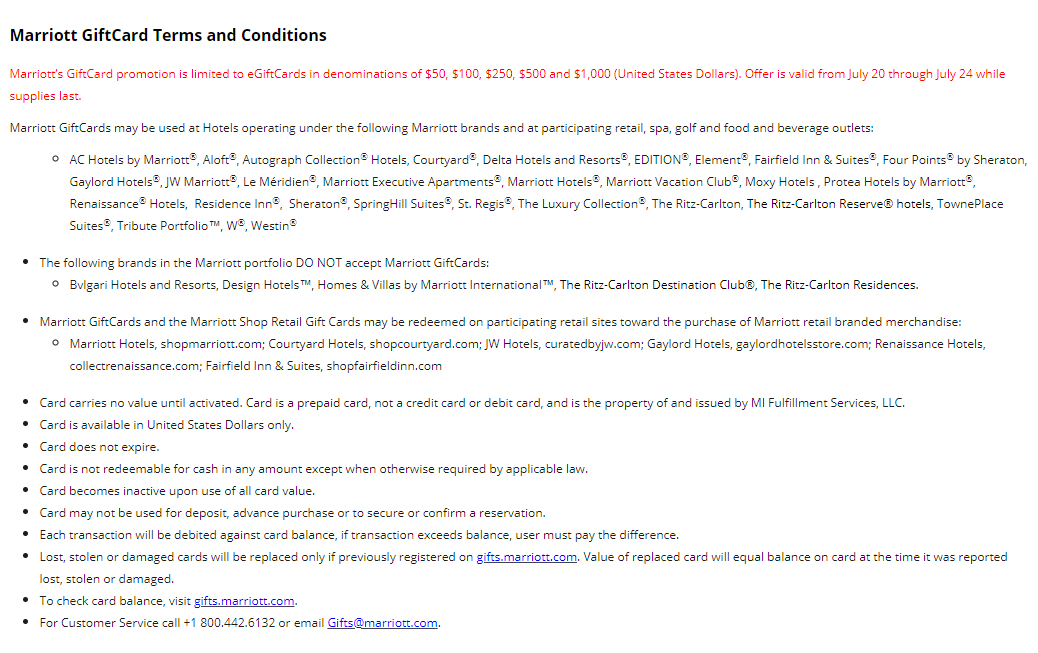 Marriott GiftCard Terms and Conditions
Marriott's GiftCard promotion is limited to eGiftCards in denominations of $50, $100, $250, $500 and $1,000 (United States Dollars). Offer is valid from July 20 through July 24 while
supplies last.
Marriott GiftCards may be used at Hotels operating under the following Marriott brands and at participating retail, spa, golf and food and beverage outlets:
AC Hotels by Marriott®, Aloft®, Autograph Collection® Hotels, Courtyard®, Delta Hotels and Resorts®, EDITION®, Element®, Fairfield Inn & Suites®, Four Points® by Sheraton,
Gaylord Hotels®, JW Marriott®, Le Méridien®, Marriott Executive Apartments®, Marriott Hotels®, Marriott Vacation Club®, Moxy Hotels , Protea Hotels by Marriott®,
Renaissance® Hotels, Residence Inn®, Sheraton®, SpringHill Suites®, St. Regis®, The Luxury Collection®, The Ritz-Carlton, The Ritz-Carlton Reserve® hotels, TownePlace
Suites®, Tribute Portfolio™, W®, Westin®
• The following brands in the Marriott portfolio DO NOT accept Marriott GiftCards:
Bvlgari Hotels and Resorts, Design Hotels™, Homes & Villas by Marriott International™, The Ritz-Carlton Destination Club®, The Ritz-Carlton Residences.
• Marriott GiftCards and the Marriott Shop Retail Gift Cards may be redeemed on participating retail sites toward the purchase of Marriott retail branded merchandise:
Marriott Hotels, shopmarriott.com; Courtyard Hotels, shopcourtyard.com; JW Hotels, curatedbyjw.com; Gaylord Hotels, gaylordhotelsstore.com; Renaissance Hotels,
collectrenaissance.com; Fairfield Inn & Suites, shopfairfieldinn.com
• Card carries no value until activated. Card is a prepaid card, not a credit card or debit card, and is the property of and issued by MI Fulfillment Services, LLC.
• Card is available in United States Dollars only.
• Card does not expire.
• Card is not redeemable for cash in any amount except when otherwise required by applicable law.
• Card becomes inactive upon use of all card value.
• Card may not be used for deposit, advance purchase or to secure or confirm a reservation.
• Each transaction will be debited against card balance, if transaction exceeds balance, user must pay the difference.
• Lost, stolen or damaged cards will be replaced only if previously registered on gifts.marriott.com. Value of replaced card will equal balance on card at the time it was reported
lost, stolen or damaged.
• To check card balance, visit gifts.marriott.com.
• For Customer Service call +1 800.442.6132 or email Gifts@marriott.com.